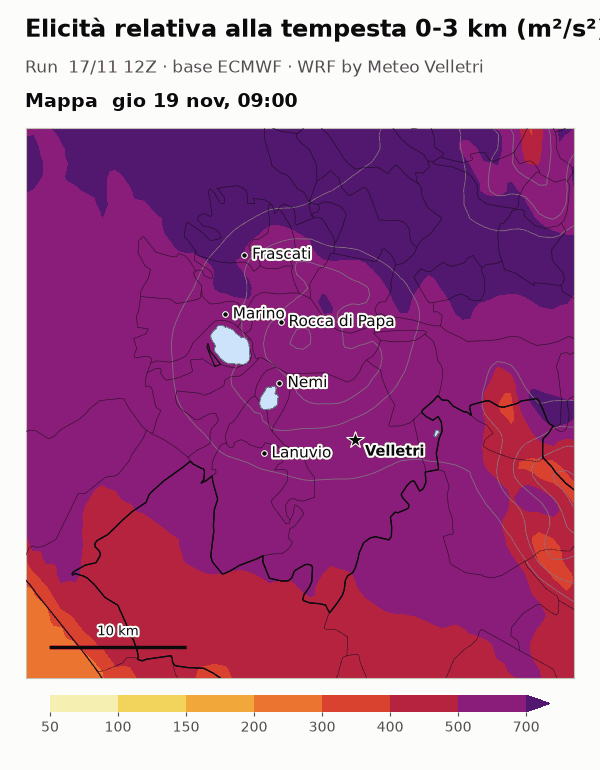 Elicità relativa alla tempesta 0-3 km (m²/s²)
Run 17/11 12Z · base ECMWF · WRF by Meteo Velletri
Mappa gio 19 nov, 09:00
Frascati
Marino
Rocca di Papa
Nemi
Lanuvio
Velletri
10 km
50 100 150 200 300 400 500 700